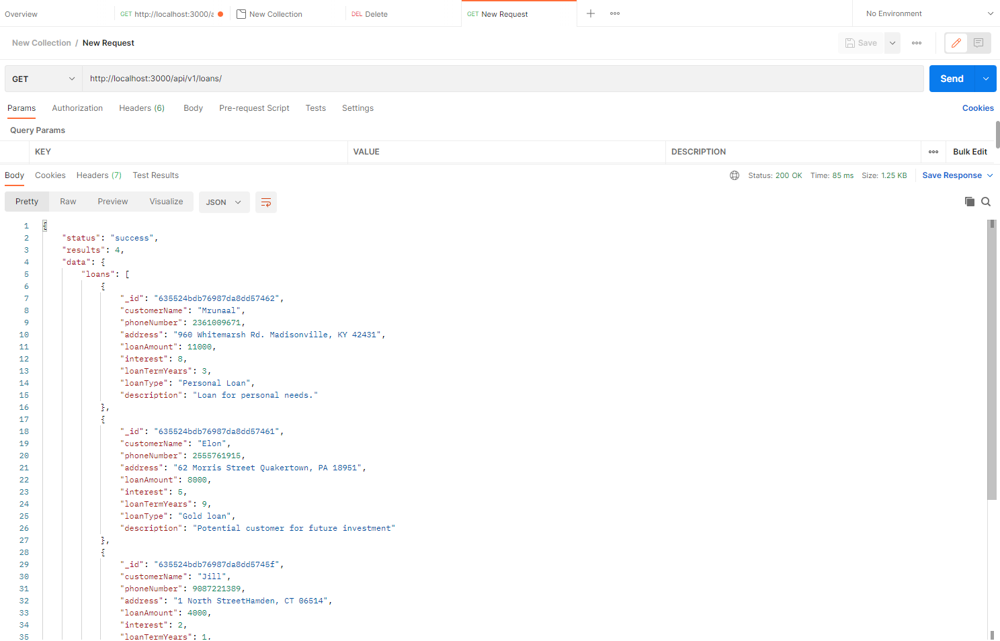 Overview
GET http://localhost:3000/a
New Collection
DEL Delete
GET New Request
No Environment
New Collection / New Request
Save
GET
http://localhost:3000/api/v1/loans/
Send
Params Authorization Headers (6) Body Pre-request Script Tests Settings Cookies
Query Params
KEY VALUE DESCRIPTION Bulk Edit
Body Cookies Headers (7) Test Results Status: 200 OK Time: 85 ms Size: 1.25 KB Save Response
Pretty Raw Preview Visualize JSON
1 {
2 "status": "success",
3 "results": 4,
4 "data": {
5 "loans": [
6 {
7 "_id": "635524bdb76987da8dd57462",
8 "customerName": "Mrunaal",
9 "phoneNumber": 2361009671,
10 "address": "960 Whitemarsh Rd. Madisonville, KY 42431",
11 "loanAmount": 11000,
12 "interest": 8,
13 "loanTermYears": 3,
14 "loanType": "Personal Loan",
15 "description": "Loan for personal needs."
16 },
17 {
18 "_id": "635524bdb76987da8dd57461",
19 "customerName": "Elon",
20 "phoneNumber": 2555761915,
21 "address": "62 Morris Street Quakertown, PA 18951",
22 "loanAmount": 8000,
23 "interest": 5,
24 "loanTermYears": 9,
25 "loanType": "Gold loan",
26 "description": "Potential customer for future investment"
27 },
28 {
29 "_id": "635524bdb76987da8dd5745f",
30 "customerName": "Jill",
31 "phoneNumber": 9087221389,
32 "address": "1 North StreetHamden, CT 06514",
33 "loanAmount": 4000,
34 "interest": 2,
35 "loanTermYears": 1,